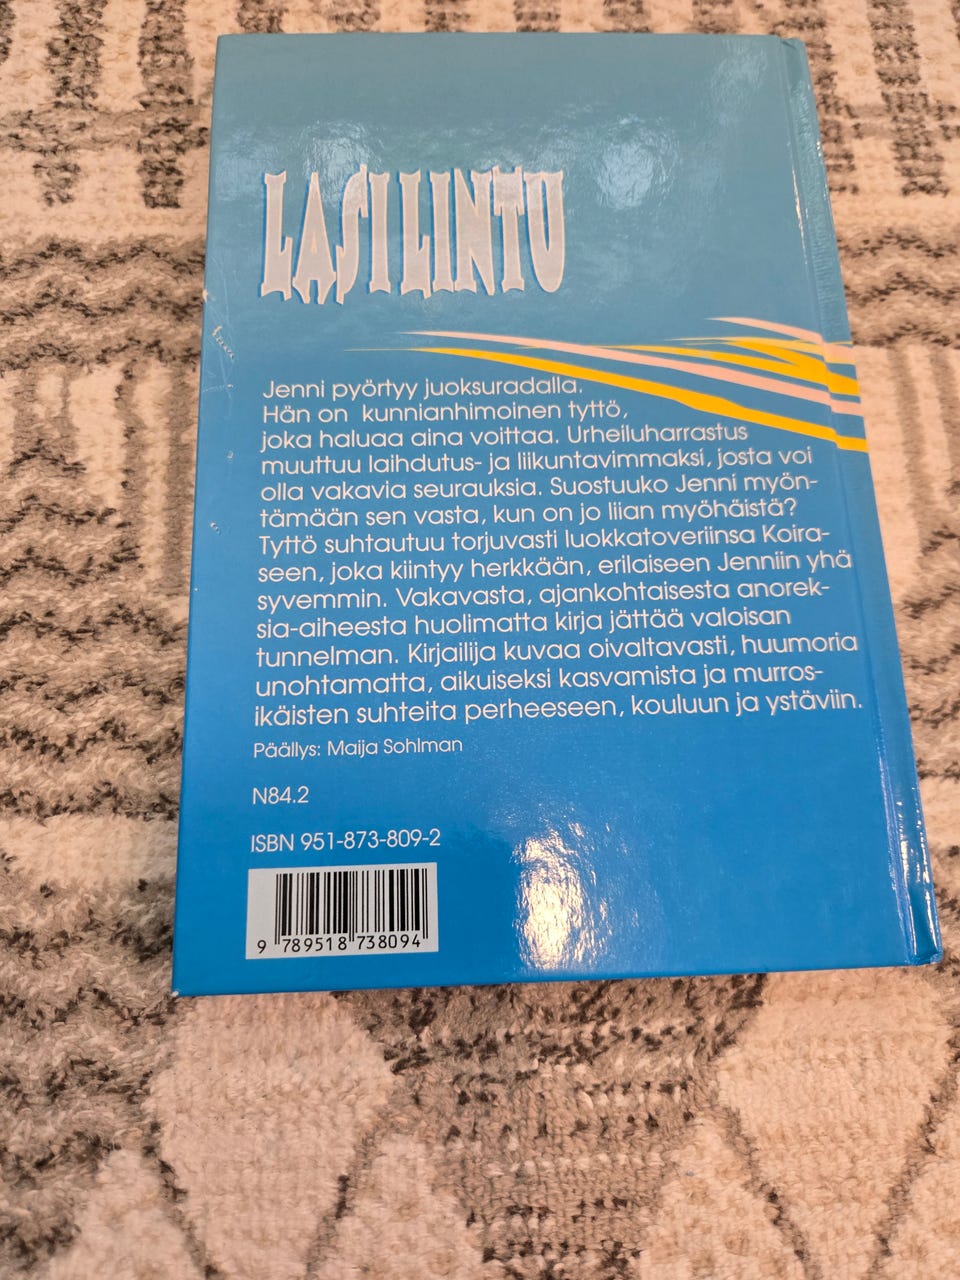 LASILINTU
Jenni pyörtyy juoksuradalla.
Hän on kunnianhimoinen tyttö,
joka haluaa aina voittaa. Urheiluharrastus
muuttuu laihdutus- ja liikuntavimmaksi, josta voi
olla vakavia seurauksia. Suostuuko Jenni myön-
tämään sen vasta, kun on jo liian myöhäistä?
Tyttö suhtautuu torjuvasti luokkatoveriinsa Koira-
seen, joka kiintyy herkkään, erilaiseen Jenniin yhä
syvemmin. Vakavasta, ajankohtaisesta anorek-
sia-aiheesta huolimatta kirja jättää valoisan
tunnelman. Kirjailija kuvaa oivaltavasti, huumoria
unohtamatta, aikuiseksi kasvamista ja murros-
ikäisten suhteita perheeseen, kouluun ja ystäviin.
Päällys: Maija Sohlman
N84.2
ISBN 951-873-809-2
9 789518 738094